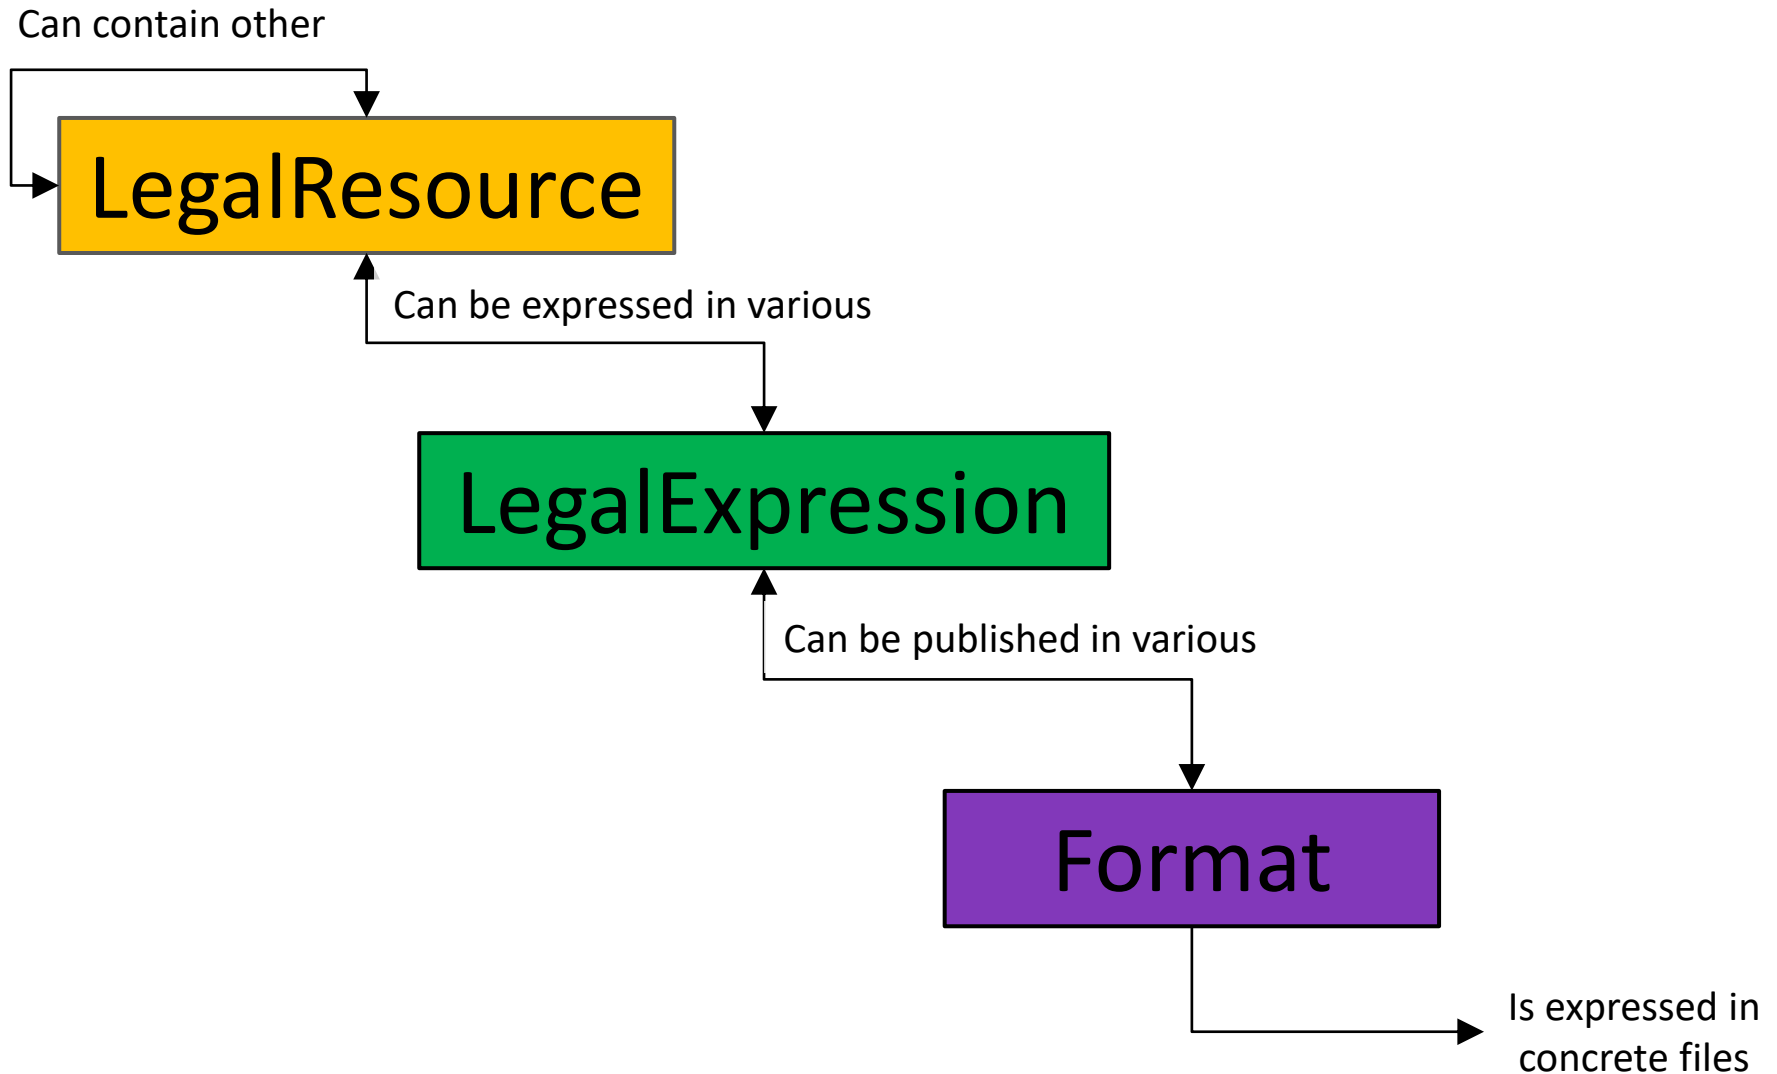 Can contain other
LegalResource
Can be expressed in various
LegalExpression
Can be published in various
Format
Is expressed in
concrete files